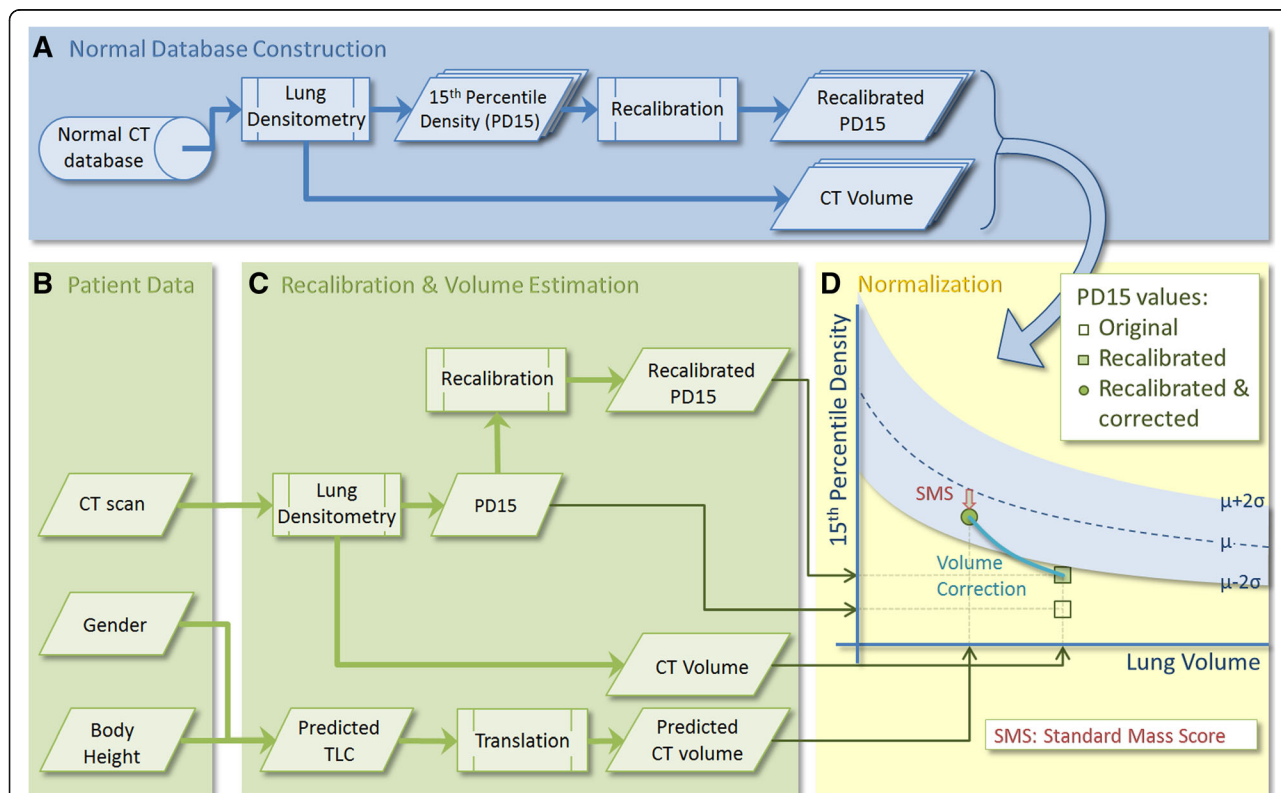 A Normal Database Construction
Normal CT
database
Lung
Densitometry
15th Percentile
Density (PD15)
Recalibration
Recalibrated
PD15
CT Volume
B Patient Data
CT scan
Gender
Body
Height
C Recalibration & Volume Estimation
Recalibration
Recalibrated
PD15
Lung
Densitometry
PD15
CT Volume
Predicted
TLC
Translation
Predicted
CT volume
D Normalization
PD15 values:
Original
Recalibrated
Recalibrated &
corrected
15th Percentile Density
SMS
Volume
Correction
μ+2σ
μ
μ-2σ
Lung Volume
SMS: Standard Mass Score